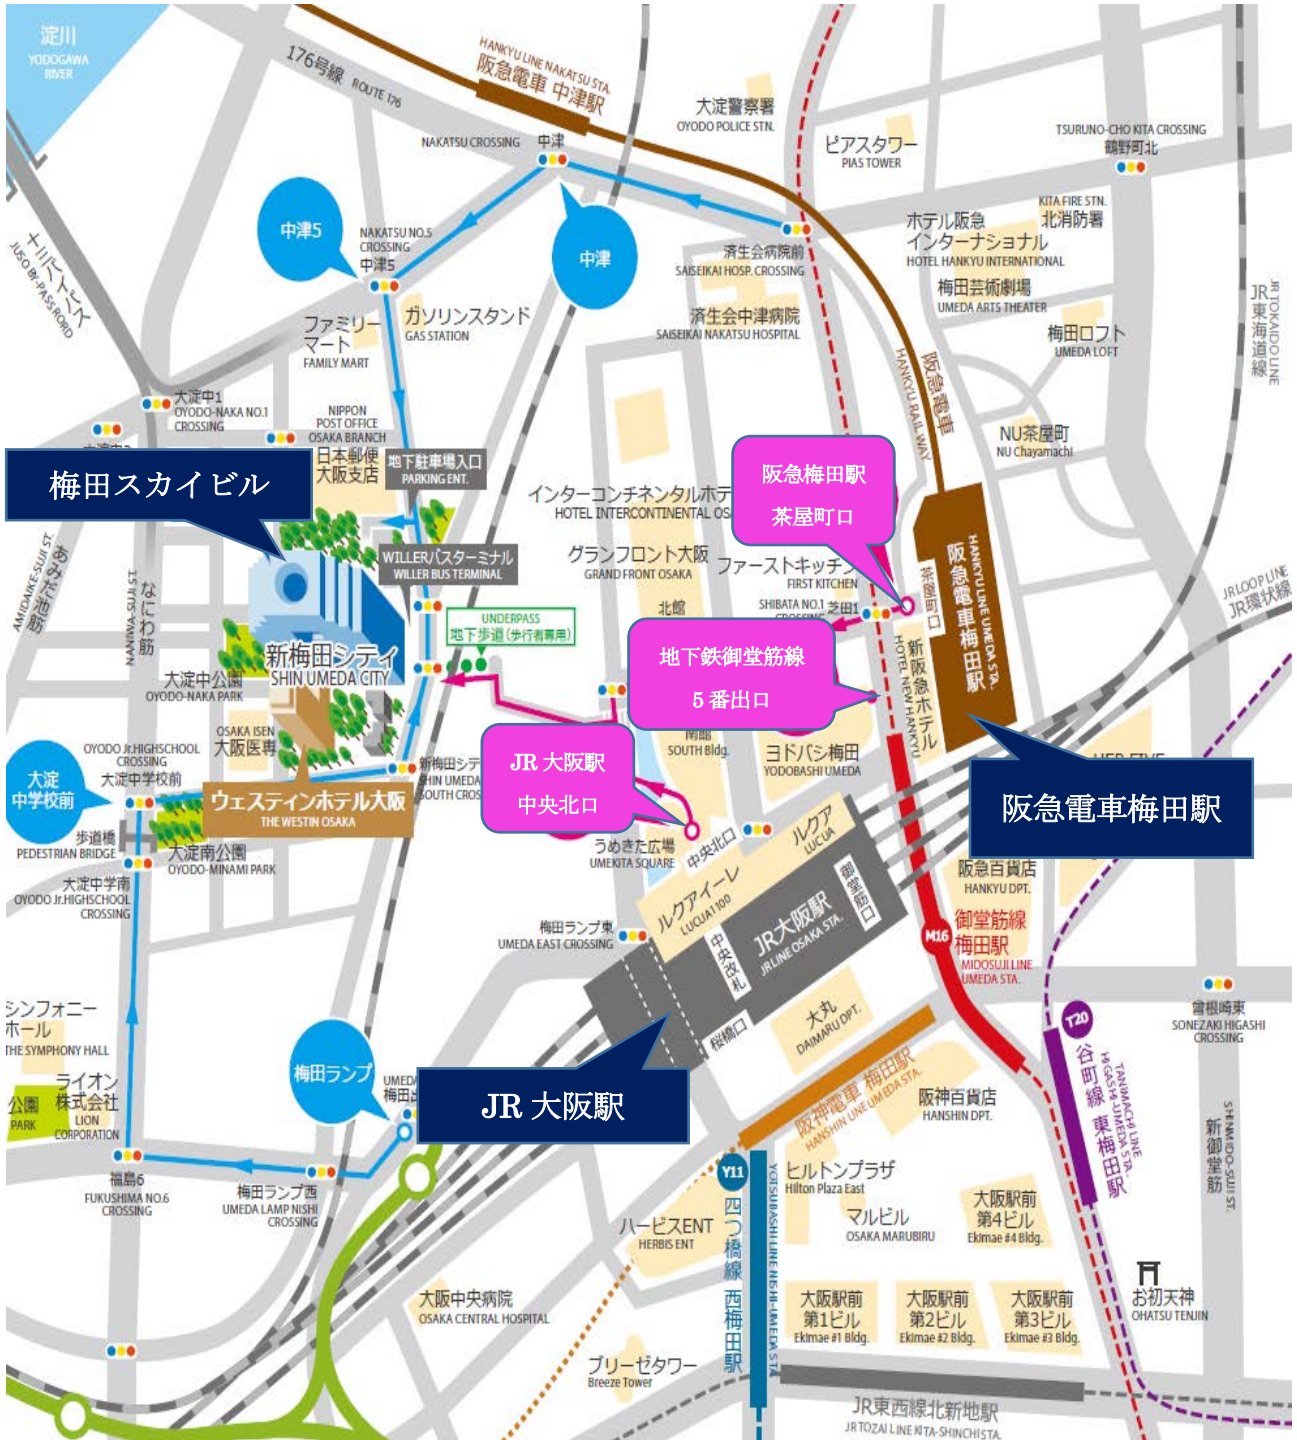 淀川
YODOGAWA
RIVER
176号線 ROUTE 176
HANKYU LINE NAKATSU STA.
阪急電車 中津駅
大淀警察署
OYODO POLICE STN.
ピアスタワー
PIAS TOWER
TSURUNO-CHO KITA CROSSING
鶴野町北
NAKATSU CROSSING 中津
KITA FIRE STN.
北消防署
ホテル阪急
インターナショナル
HOTEL HANKYU INTERNATIONAL
中津5
NAKATSU NO.5
CROSSING
中津5
中津
済生会病院前
SAISEIKAI HOSP. CROSSING
十三バイパス
JUSO BY-PASS RORD
梅田芸術劇場
UMEDA ARTS THEATER
JR東海道線
JR TOKAIDO LINE
ファミリー
マート
FAMILY MART
ガソリンスタンド
GAS STATION
済生会中津病院
SAISEIKAI NAKATSU HOSPITAL
梅田ロフト
UMEDA LOFT
阪急電車
HANKYU RAIL WAY
大淀中1
OYODO-NAKA NO.1
CROSSING
NIPPON
POST OFFICE
OSAKA BRANCH
日本郵便
大阪支店
NU茶屋町
NU Chayamachi
梅田スカイビル
地下駐車場入口
PARKING ENT.
阪急梅田駅
茶屋町口
インターコンチネンタルホテ
HOTEL INTERCONTINENTAL OSA
あみだ池筋
AMIDAIKE-SUJI ST.
なにわ筋
NANIWA-SUJI ST.
WILLERバスターミナル
WILLER BUS TERMINAL
グランフロント大阪
GRAND FRONT OSAKA
ファーストキッチン
FIRST KITCHEN
茶屋町口
阪急電車梅田駅
HANKYU LINE UMEDA STA.
JR LOOP LINE
JR環状線
北館
SHIBATA NO.1
CROSSING
芝田1
UNDERPASS
地下歩道(歩行者専用)
新梅田シティ
SHIN UMEDA CITY
地下鉄御堂筋線
5番出口
新阪急ホテル
HOTEL NEW HANKYU
大淀中公園
OYODO-NAKA PARK
OSAKA ISEN
大阪医専
南館
SOUTH Bldg.
ヨドバシ梅田
YODOBASHI UMEDA
HEP FIVE
OYODO Jr.HIGHSCHOOL
CROSSING
大淀中学校前
大淀
中学校前
新梅田シテ
SHIN UMEDA
SOUTH CROS
JR 大阪駅
中央北口
ウェスティンホテル大阪
THE WESTIN OSAKA
阪急電車梅田駅
歩道橋
PEDESTRIAN BRIDGE
大淀南公園
OYODO-MINAMI PARK
うめきた広場
UMEKITA SQUARE
中央北口
ルクア
LUCUA
阪急百貨店
HANKYU DPT.
大淀中学南
OYODO Jr.HIGHSCHOOL
CROSSING
ルクアイーレ
LUCUA1100
御堂筋口
梅田ランプ東
UMEDA EAST CROSSING
中央改札
JR大阪駅
JR LINE OSAKA STA.
M16
御堂筋線
梅田駅
MIDOSUJI LINE
UMEDA STA.
シンフォニー
ホール
THE SYMPHONY HALL
桜橋口
大丸
DAIMARU DPT.
曾根崎東
SONEZAKI HIGASHI
CROSSING
T20
谷町線 東梅田駅
TANIMACHI LINE
HIGASHI-UMEDA STA.
梅田ランプ
UMEDA
梅田出
JR 大阪駅
公園
PARK
ライオン
株式会社
LION
CORPORATION
阪神電車 梅田駅
HANSHIN LINE UMEDA STA.
阪神百貨店
HANSHIN DPT.
新御堂筋
SHINMIDO-SUJI ST.
福島6
FUKUSHIMA NO.6
CROSSING
梅田ランプ西
UMEDA LAMP NISHI
CROSSING
Y11
四つ橋線 西梅田駅
YOTSUBASHI LINE NISHI-UMEDA STA
ヒルトンプラザ
Hilton Plaza East
ハービスENT
HERBIS ENT
マルビル
OSAKA MARUBIRU
大阪駅前
第4ビル
Ekimae #4 Bldg.
大阪中央病院
OSAKA CENTRAL HOSPITAL
大阪駅前
第1ビル
Ekimae #1 Bldg.
大阪駅前
第2ビル
Ekimae #2 Bldg.
大阪駅前
第3ビル
Ekimae #3 Bldg.
お初天神
OHATSU TENJIN
ブリーゼタワー
Breeze Tower
JR東西線北新地駅
JR TOZAI LINE KITA-SHINCHI STA.